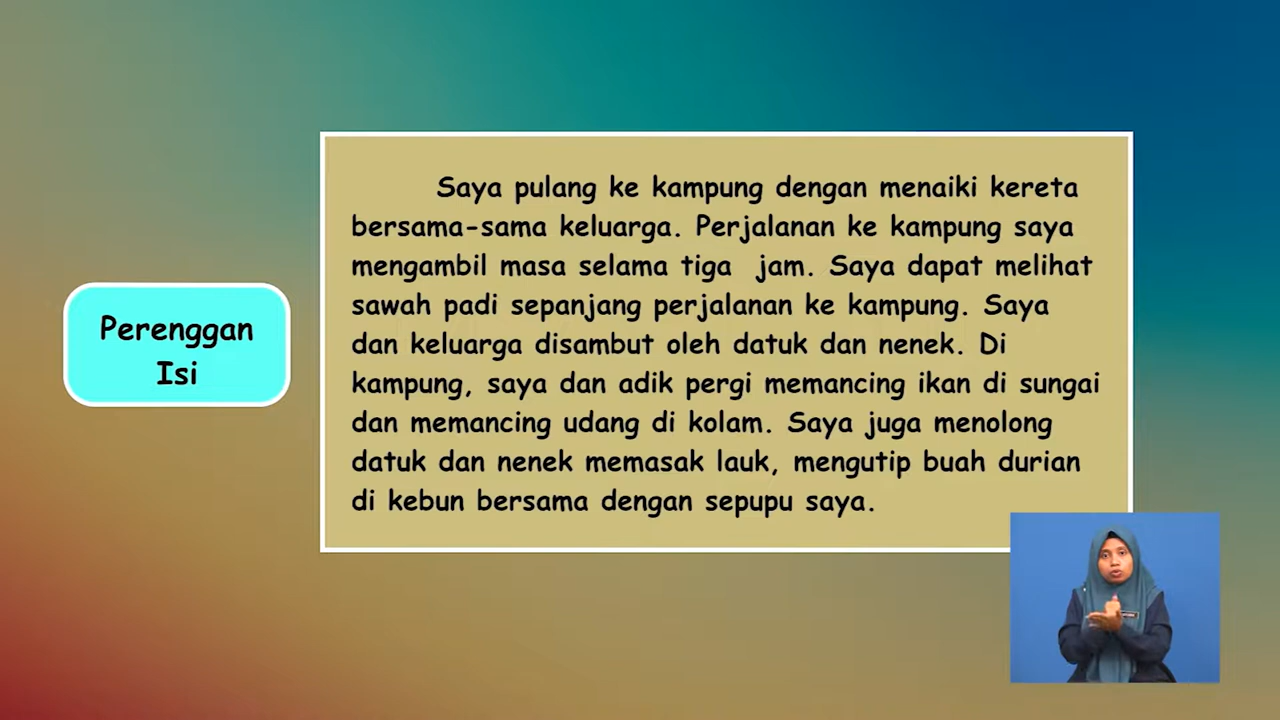 Perenggan
Isi
Saya pulang ke kampung dengan menaiki kereta
bersama-sama keluarga. Perjalanan ke kampung saya
mengambil masa selama tiga  jam. Saya dapat melihat
sawah padi sepanjang perjalanan ke kampung. Saya
dan keluarga disambut oleh datuk dan nenek. Di
kampung, saya dan adik pergi memancing ikan di sungai
dan memancing udang di kolam. Saya juga menolong
datuk dan nenek memasak lauk, mengutip buah durian
di kebun bersama dengan sepupu saya.